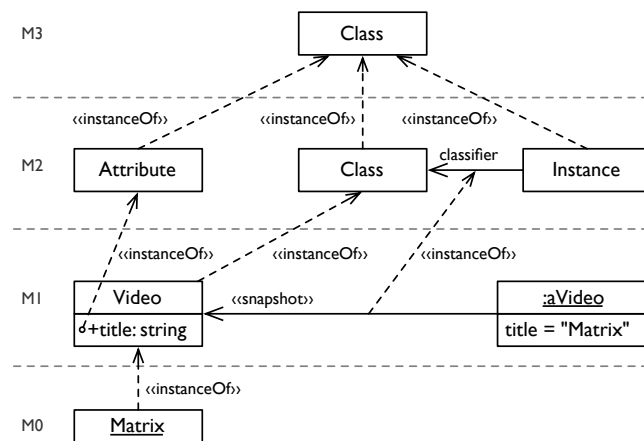 M3
Class
‹‹instanceOf›› ‹‹instanceOf›› ‹‹instanceOf››
M2
Attribute
Class
classifier
Instance
‹‹instanceOf›› ‹‹instanceOf›› ‹‹instanceOf››
M1
Video
‹‹snapshot››
:aVideo
+title: string
title = "Matrix"
‹‹instanceOf››
M0
Matrix